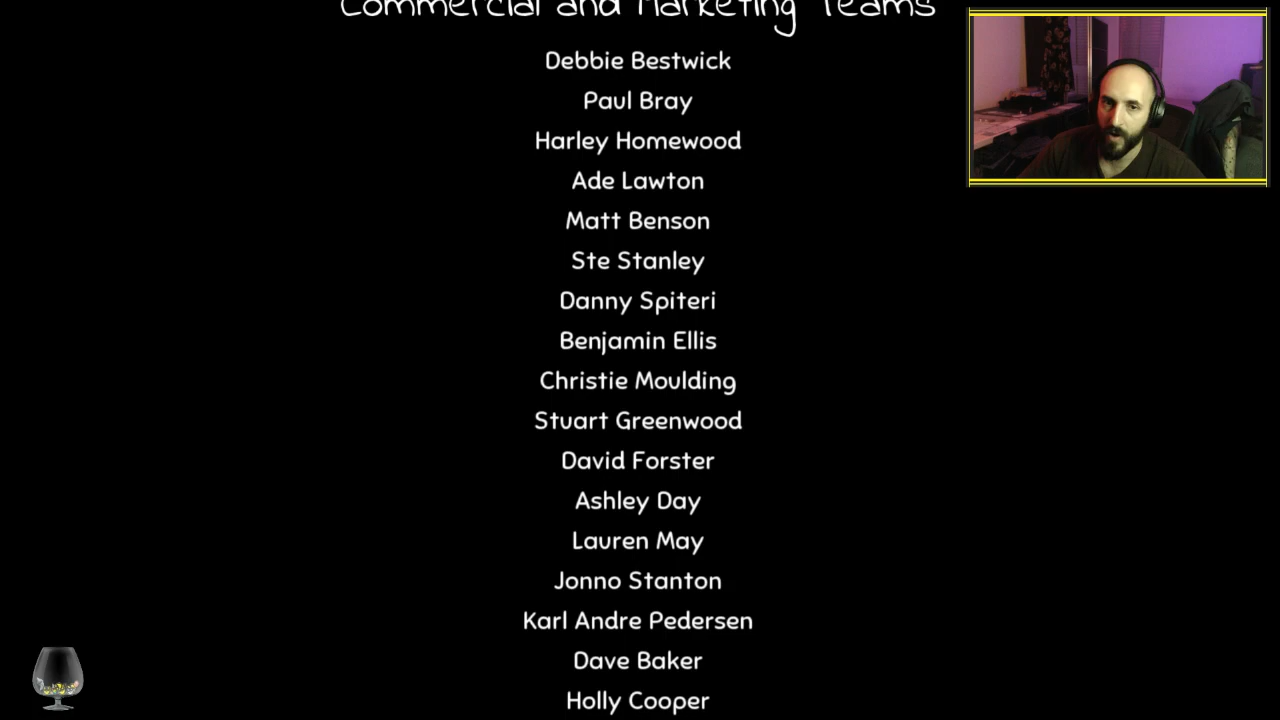 Commercial and Marketing Teams
Debbie Bestwick
Paul Bray
Harley Homewood
Ade Lawton
Matt Benson
Ste Stanley
Danny Spiteri
Benjamin Ellis
Christie Moulding
Stuart Greenwood
David Forster
Ashley Day
Lauren May
Jonno Stanton
Karl Andre Pedersen
Dave Baker
Holly Cooper